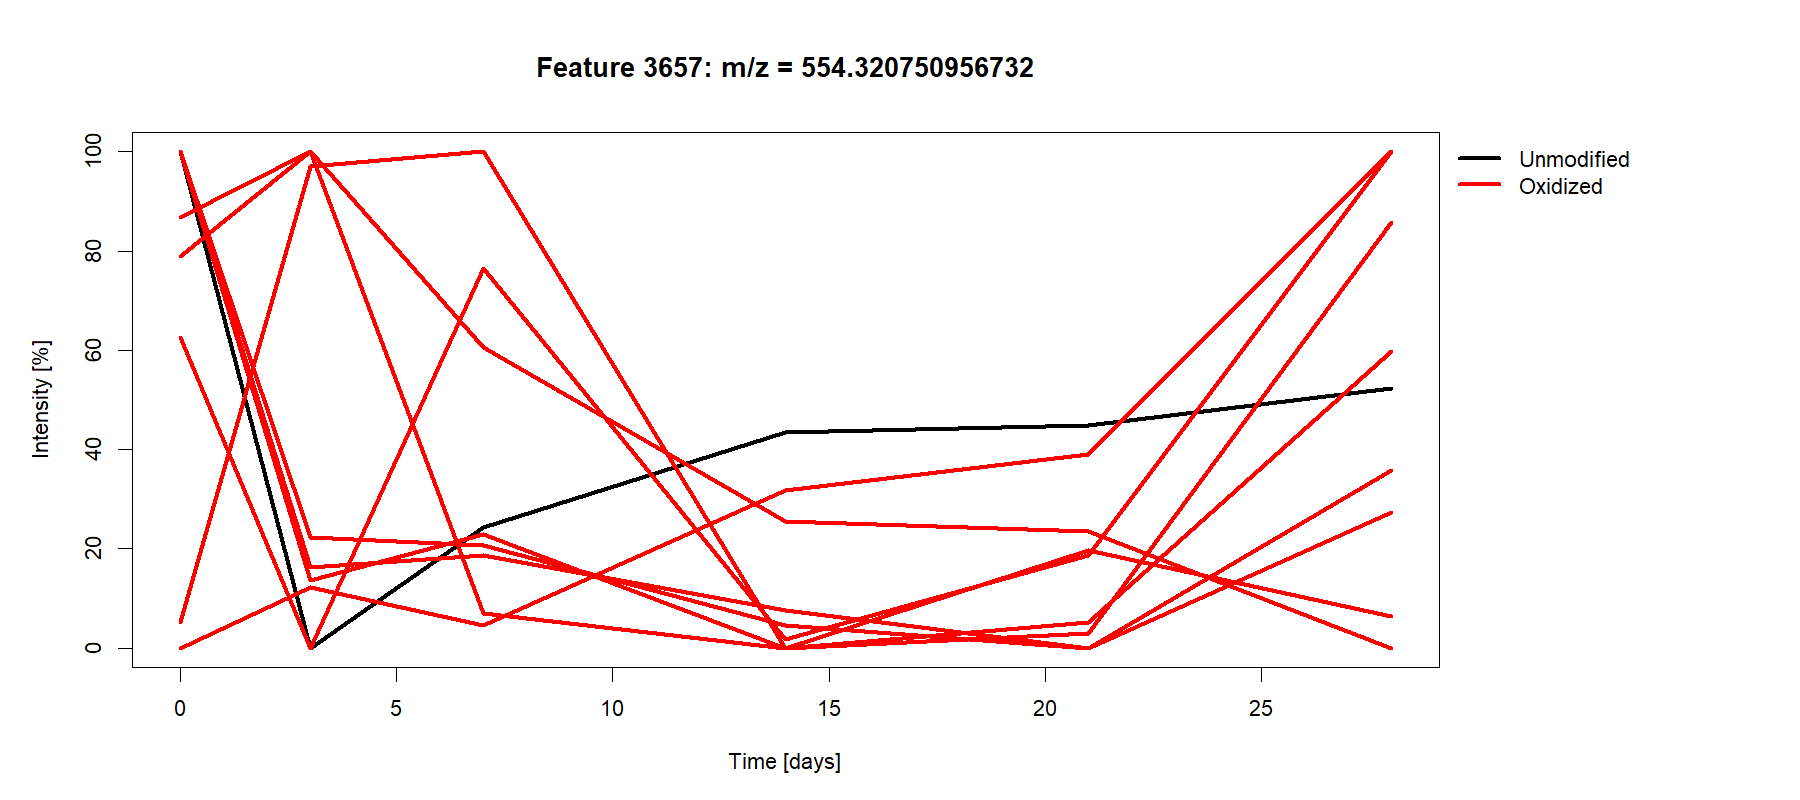 Feature 3657: m/z = 554.320750956732
Unmodified
Oxidized
Intensity [%]
100
80
60
40
20
0
0 5 10 15 20 25
Time [days]